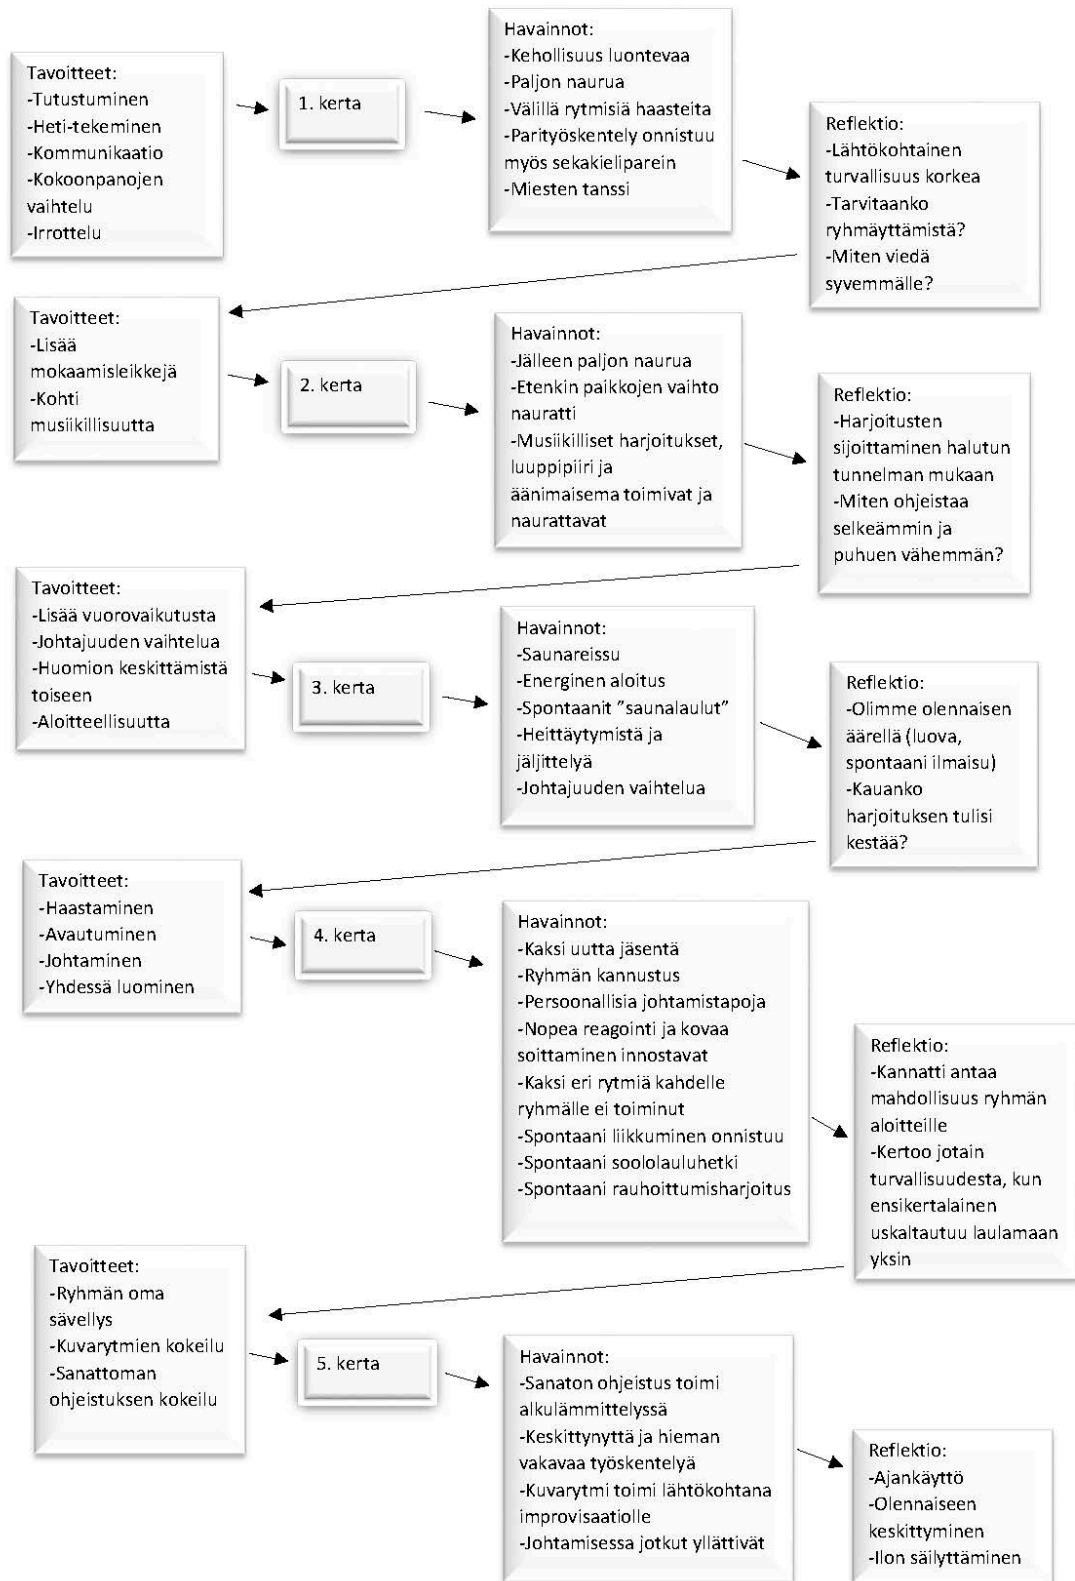 Tavoitteet:
-Tutustuminen
-Heti-tekeminen
-Kommunikaatio
-Kokoonpanojen
vaihtelu
-Irrottelu
1. kerta
Havainnot:
-Kehollisuus luontevaa
-Paljon naurua
-Välillä rytmisiä haasteita
-Parityöskentely onnistuu
myös sekakieliparein
-Miesten tanssi
Reflektio:
-Lähtökohtainen
turvallisuus korkea
-Tarvitaanko
ryhmäyttämistä?
-Miten viedä
syvemmälle?
Tavoitteet:
-Lisää
mokaamisleikkejä
-Kohti
musiikillisuutta
2. kerta
Havainnot:
-Jälleen paljon naurua
-Etenkin paikkojen vaihto
nauratti
-Musiikilliset harjoitukset,
luuppipiiri ja
äänimaisema toimivat ja
naurattavat
Reflektio:
-Harjoitusten
sijoittaminen halutun
tunnelman mukaan
-Miten ohjeistaa
selkeämmin ja
puhuen vähemmän?
Tavoitteet:
-Lisää vuorovaikutusta
-Johtajuuden vaihtelua
-Huomion keskittämistä
toiseen
-Aloitteellisuutta
3. kerta
Havainnot:
-Saunareissu
-Energinen aloitus
-Spontaanit ”saunalaulut”
-Heittäytymistä ja
jäljittelyä
-Johtajuuden vaihtelua
Reflektio:
-Olimme olennaisen
äärellä (luova,
spontaani ilmaisu)
-Kauanko
harjoituksen tulisi
kestää?
Tavoitteet:
-Haastaminen
-Avautuminen
-Johtaminen
-Yhdessä luominen
4. kerta
Havainnot:
-Kaksi uutta jäsentä
-Ryhmän kannustus
-Persoonallisia johtamistapoja
-Nopea reagointi ja kovaa
soittaminen innostavat
-Kaksi eri rytmiä kahdelle
ryhmälle ei toiminut
-Spontaani liikkuminen onnistuu
-Spontaani soololauluhetki
-Spontaani rauhoittumisharjoitus
Reflektio:
-Kannatti antaa
mahdollisuus ryhmän
aloitteille
-Kertoo jotain
turvallisuudesta, kun
ensikertalainen
uskaltautuu laulamaan
yksin
Tavoitteet:
-Ryhmän oma
sävellys
-Kuvarytmien kokeilu
-Sanattoman
ohjeistuksen kokeilu
5. kerta
Havainnot:
-Sanaton ohjeistus toimi
alkulämmittelyssä
-Keskittynyttä ja hieman
vakavaa työskentelyä
-Kuvarytmi toimi lähtökohtana
improvisaatiolle
-Johtamisessa jotkut yllättivät
Reflektio:
-Ajankäyttö
-Olennaiseen
keskittyminen
-Ilon säilyttäminen